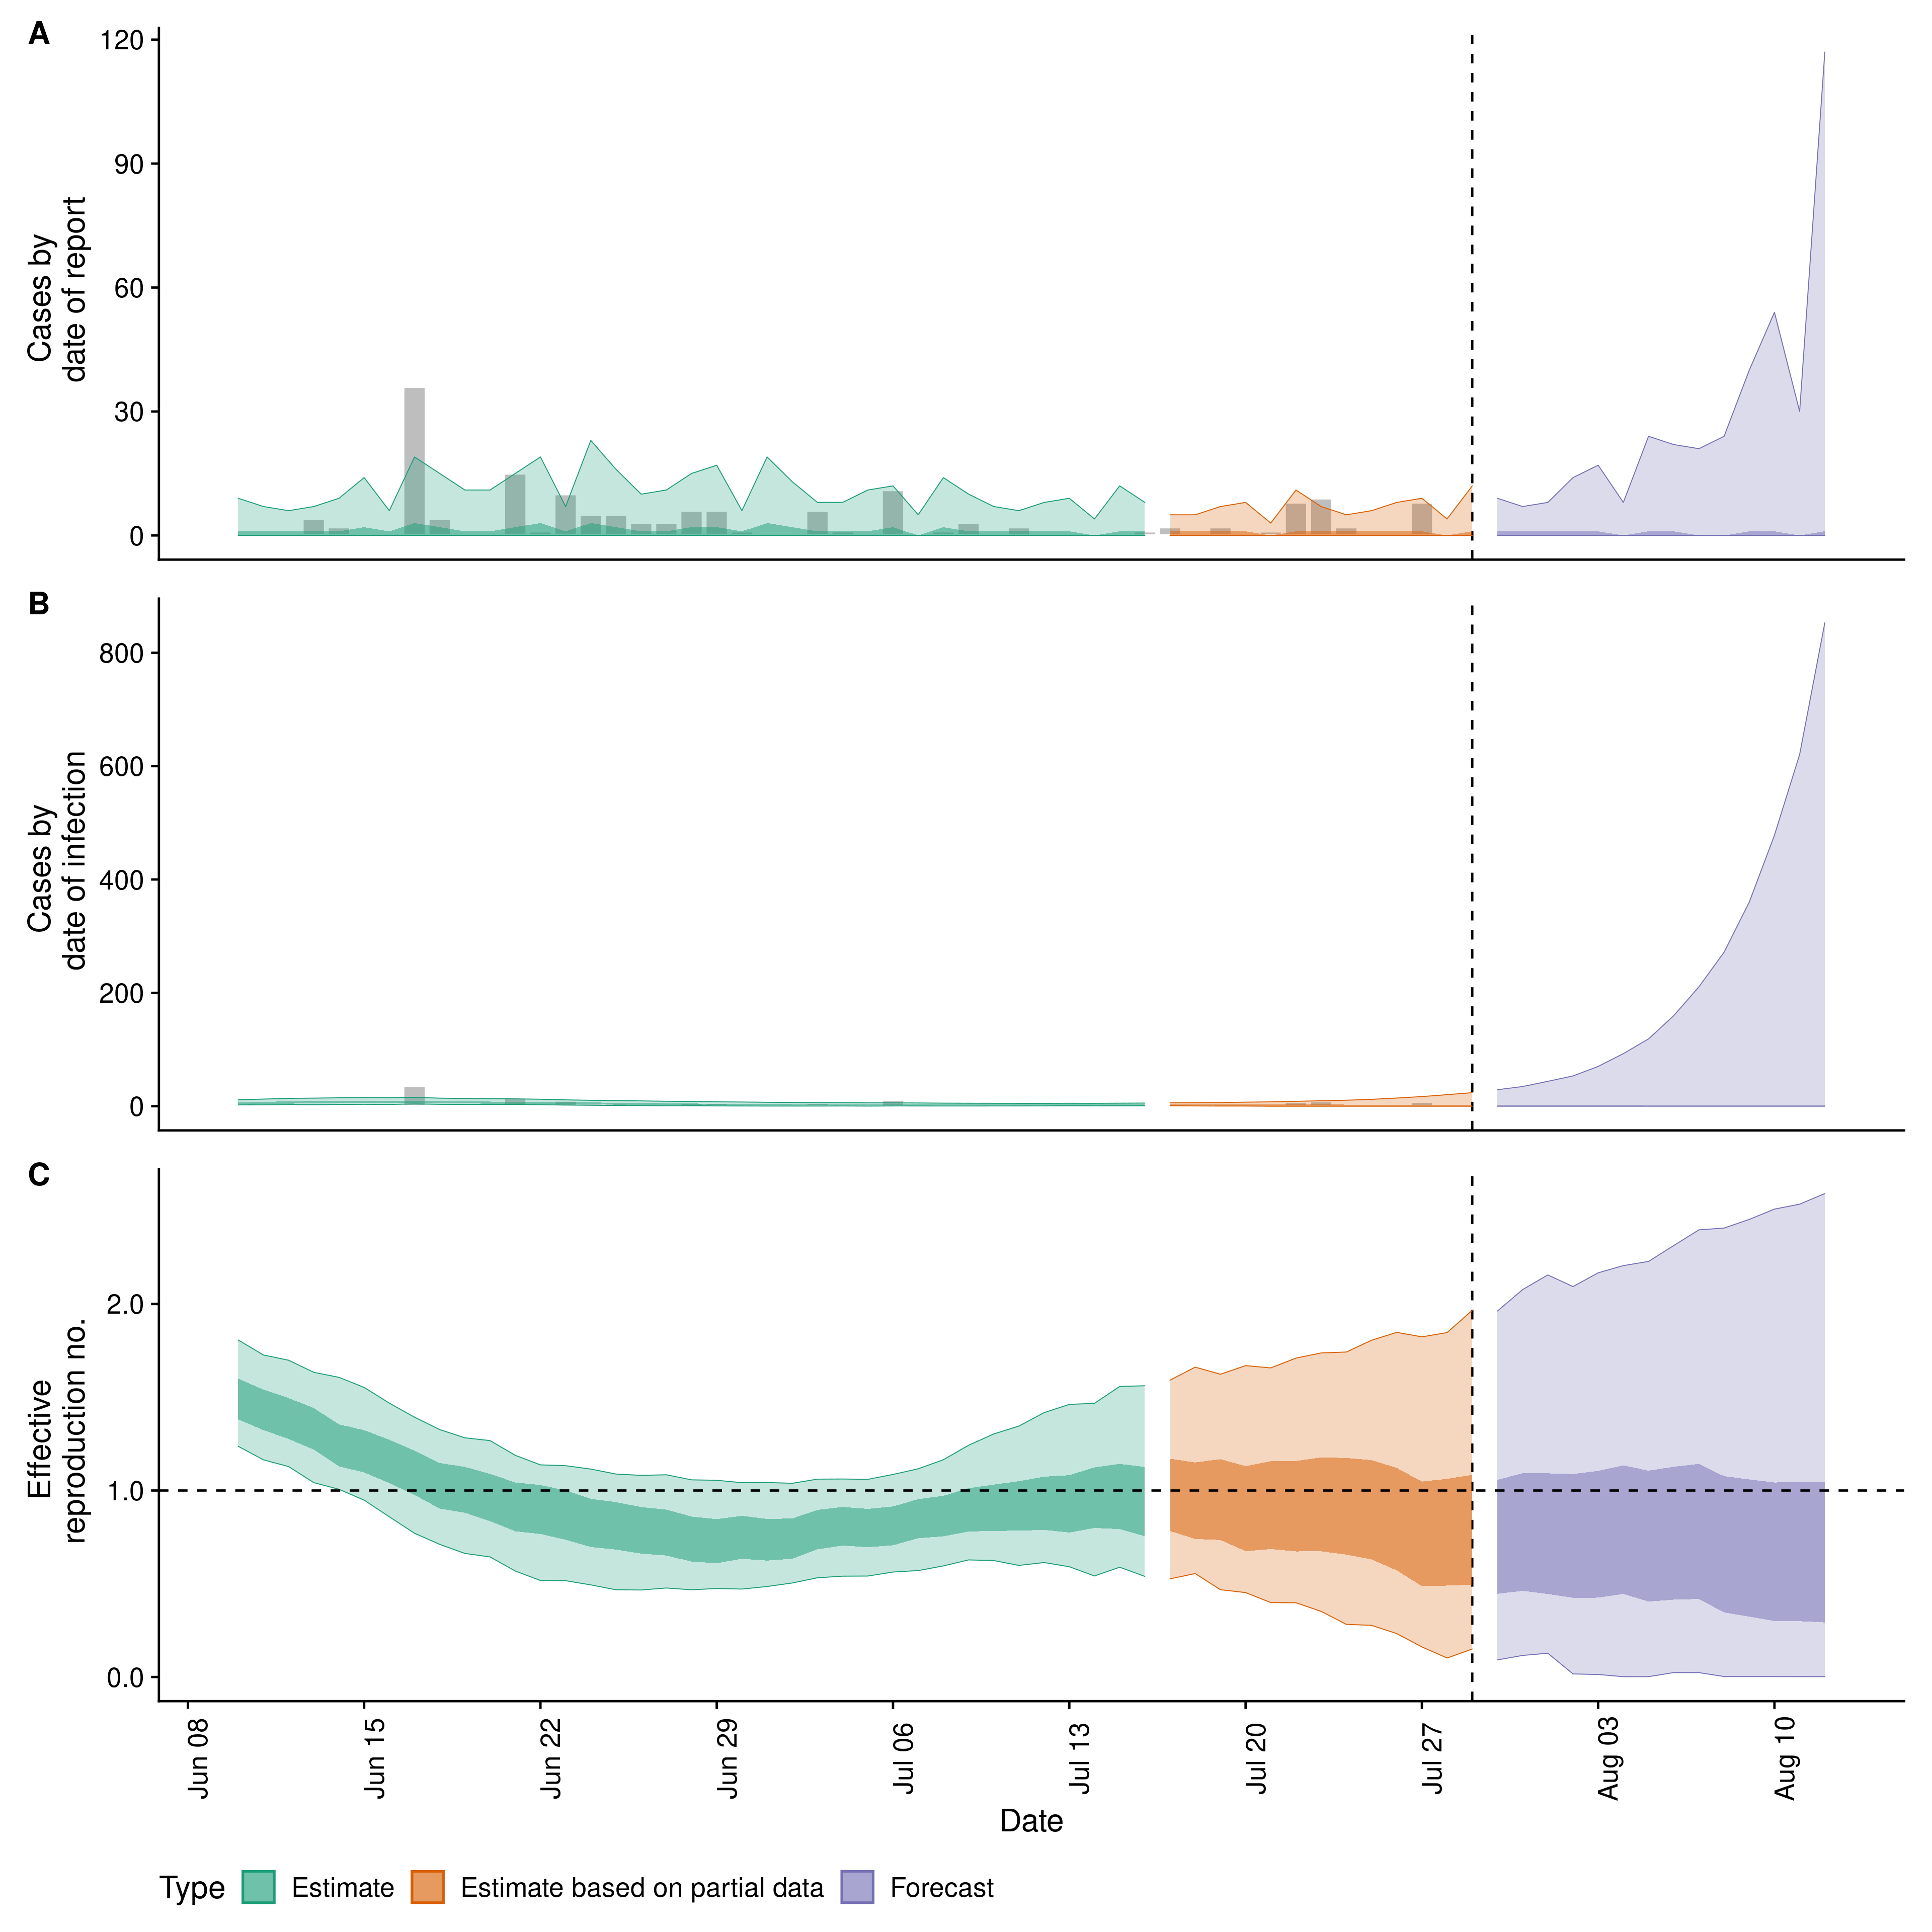 A
120
90
60
30
0
Cases by
date of report
B
800
600
400
200
0
Cases by
date of infection
C
2.0
1.0
0.0
Effective
reproduction no.
Jun 08
Jun 15
Jun 22
Jun 29
Jul 06
Jul 13
Jul 20
Jul 27
Aug 03
Aug 10
Date
Type Estimate Estimate based on partial data Forecast